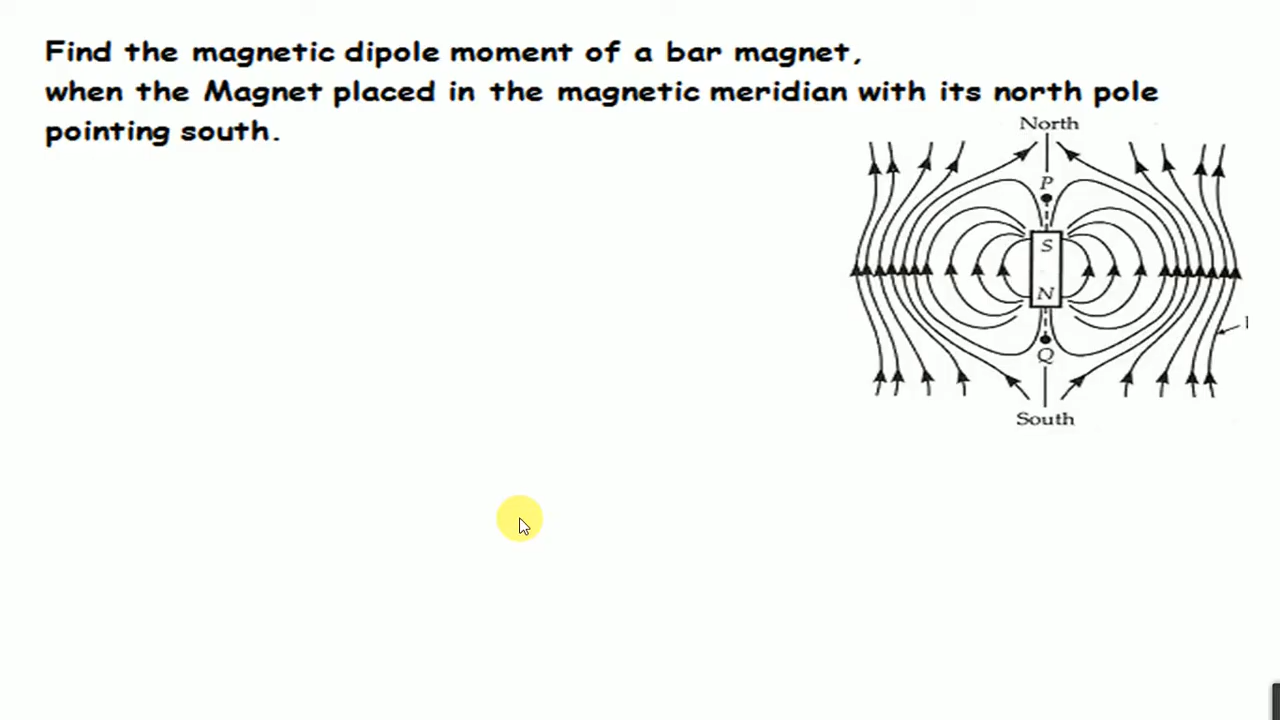 Find the magnetic dipole moment of a bar magnet,
when the Magnet placed in the magnetic meridian with its north pole
pointing south.
North
P
S
N
Q
South